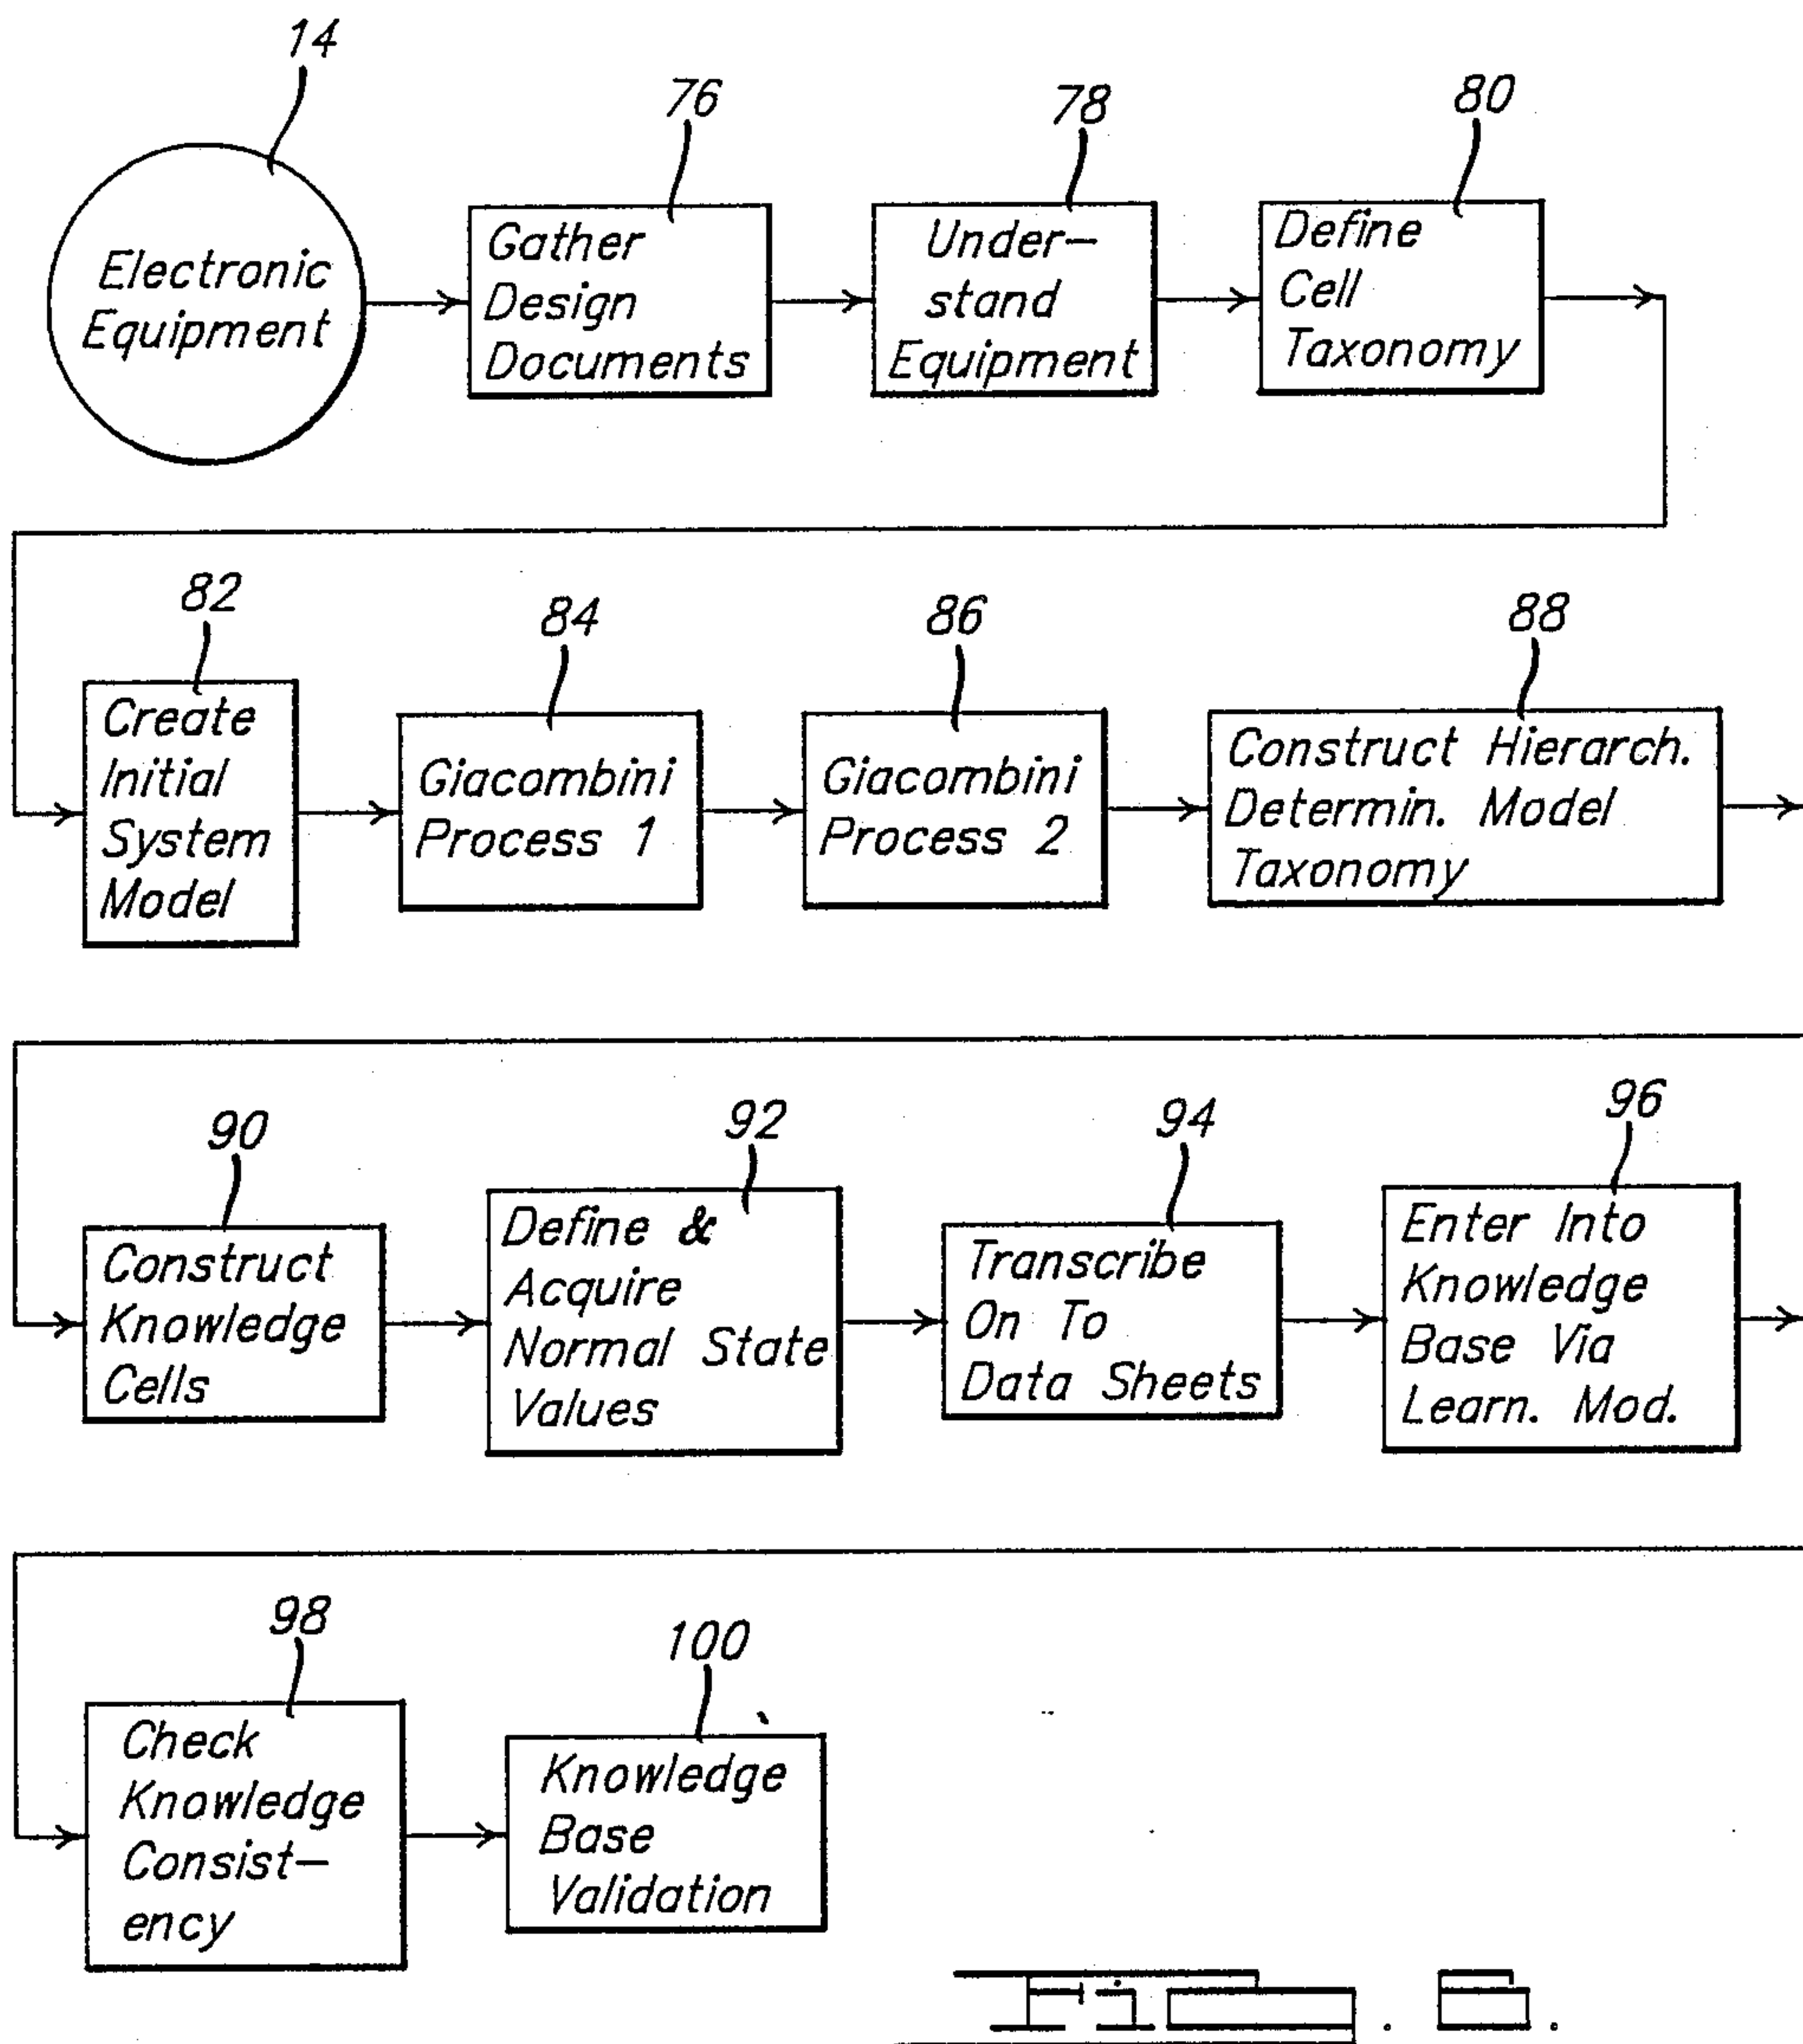 14
76
78
80
Electronic
Equipment
Gather
Design
Documents
Under-
stand
Equipment
Define
Cell
Taxonomy
82
84
86
88
Create
Initial
System
Model
Giacombini
Process 1
Giacombini
Process 2
Construct Hierarch.
Determin. Model
Taxonomy
90
92
94
96
Construct
Knowledge
Cells
Define &
Acquire
Normal State
Values
Transcribe
On To
Data Sheets
Enter Into
Knowledge
Base Via
Learn. Mod.
98
100
Check
Knowledge
Consist-
ency
Knowledge
Base
Validation